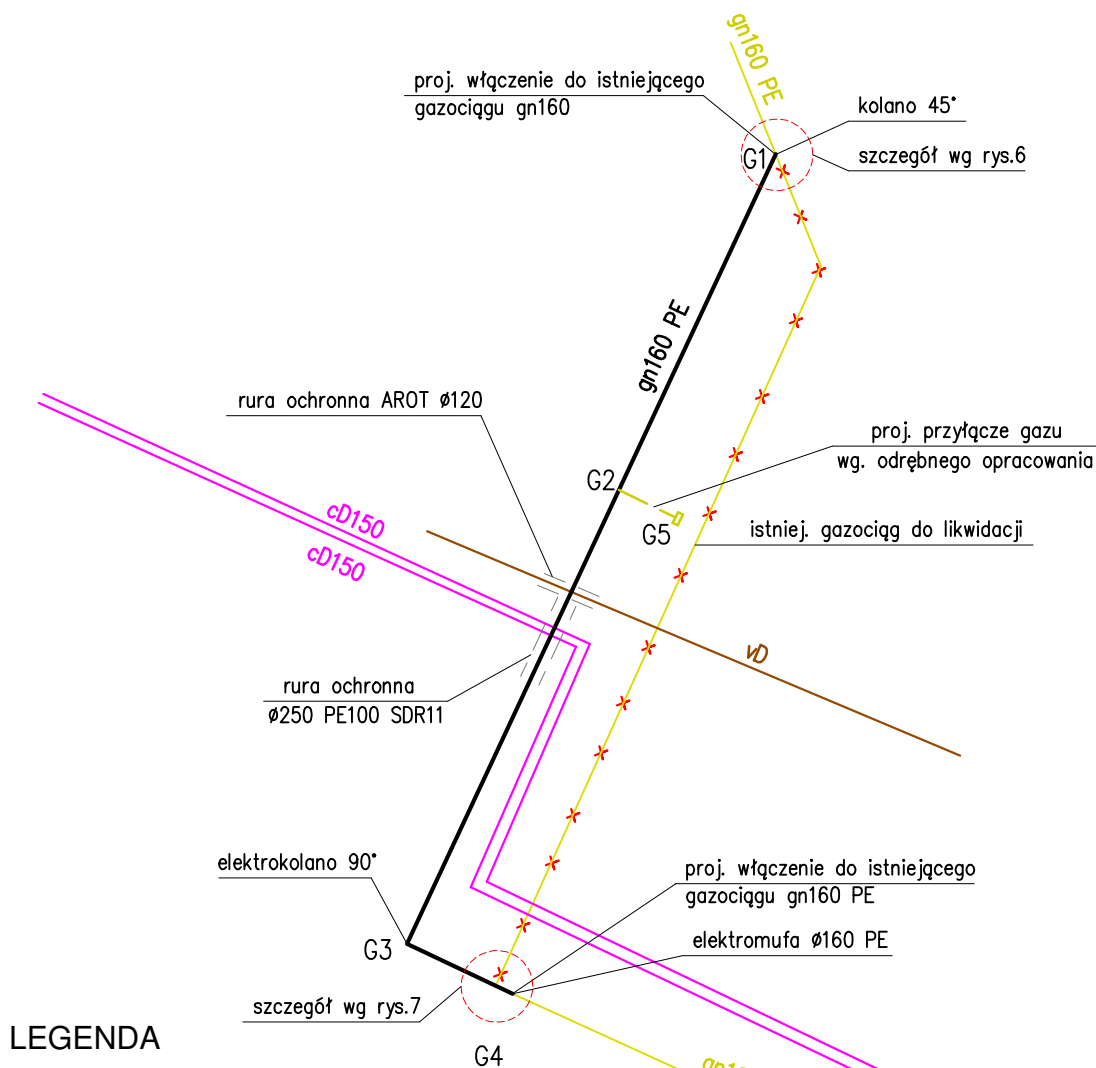 gn160 PE
proj. włączenie do istniejącego
gazociągu gn160
kolano 45°
G1
szczegół wg rys.6
gn160 PE
rura ochronna AROT ø120
proj. przyłącze gazu
wg. odrębnego opracowania
G2
cD150
cD150
G5
istniej. gazociąg do likwidacji
vD
rura ochronna
ø250 PE100 SDR11
elektrokolano 90°
proj. włączenie do istniejącego
gazociągu gn160 PE
G3
elektromufa ø160 PE
szczegół wg rys.7
LEGENDA
G4